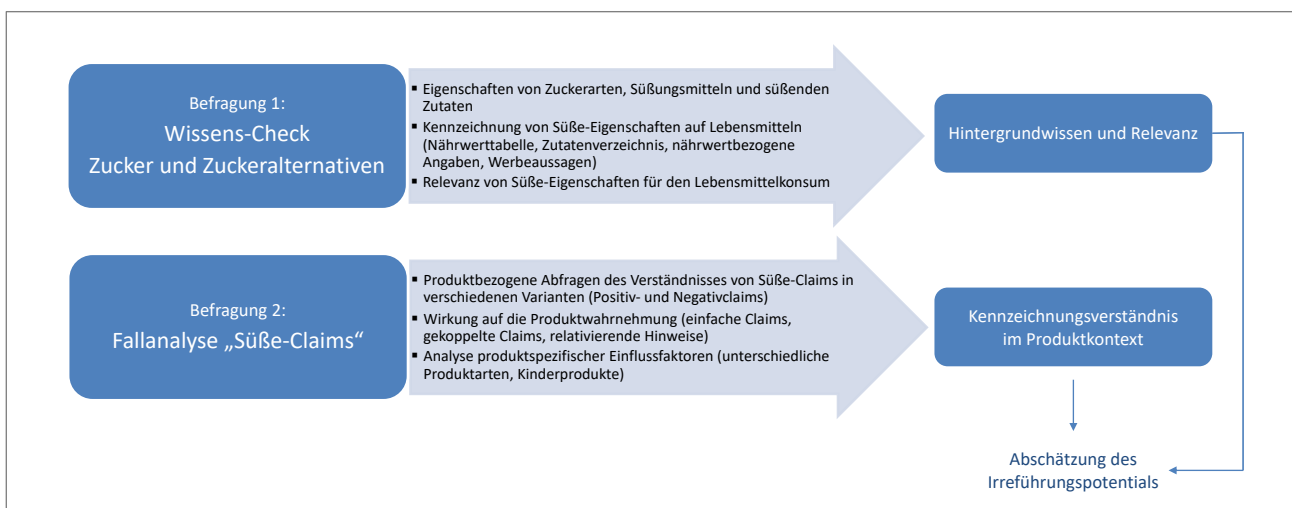 Befragung 1:
Wissens-Check
Zucker und Zuckeralternativen
▪ Eigenschaften von Zuckerarten, Süßungsmitteln und süßenden
Zutaten
▪ Kennzeichnung von Süße-Eigenschaften auf Lebensmitteln
(Nährwerttabelle, Zutatenverzeichnis, nährwertbezogene
Angaben, Werbeaussagen)
▪ Relevanz von Süße-Eigenschaften für den Lebensmittelkonsum
Hintergrundwissen und Relevanz
Befragung 2:
Fallanalyse „Süße-Claims“
▪ Produktbezogene Abfragen des Verständnisses von Süße-Claims in
verschiedenen Varianten (Positiv- und Negativclaims)
▪ Wirkung auf die Produktwahrnehmung (einfache Claims,
gekoppelte Claims, relativierende Hinweise)
▪ Analyse produktspezifischer Einflussfaktoren (unterschiedliche
Produktarten, Kinderprodukte)
Kennzeichnungsverständnis
im Produktkontext
Abschätzung des
Irreführungspotentials